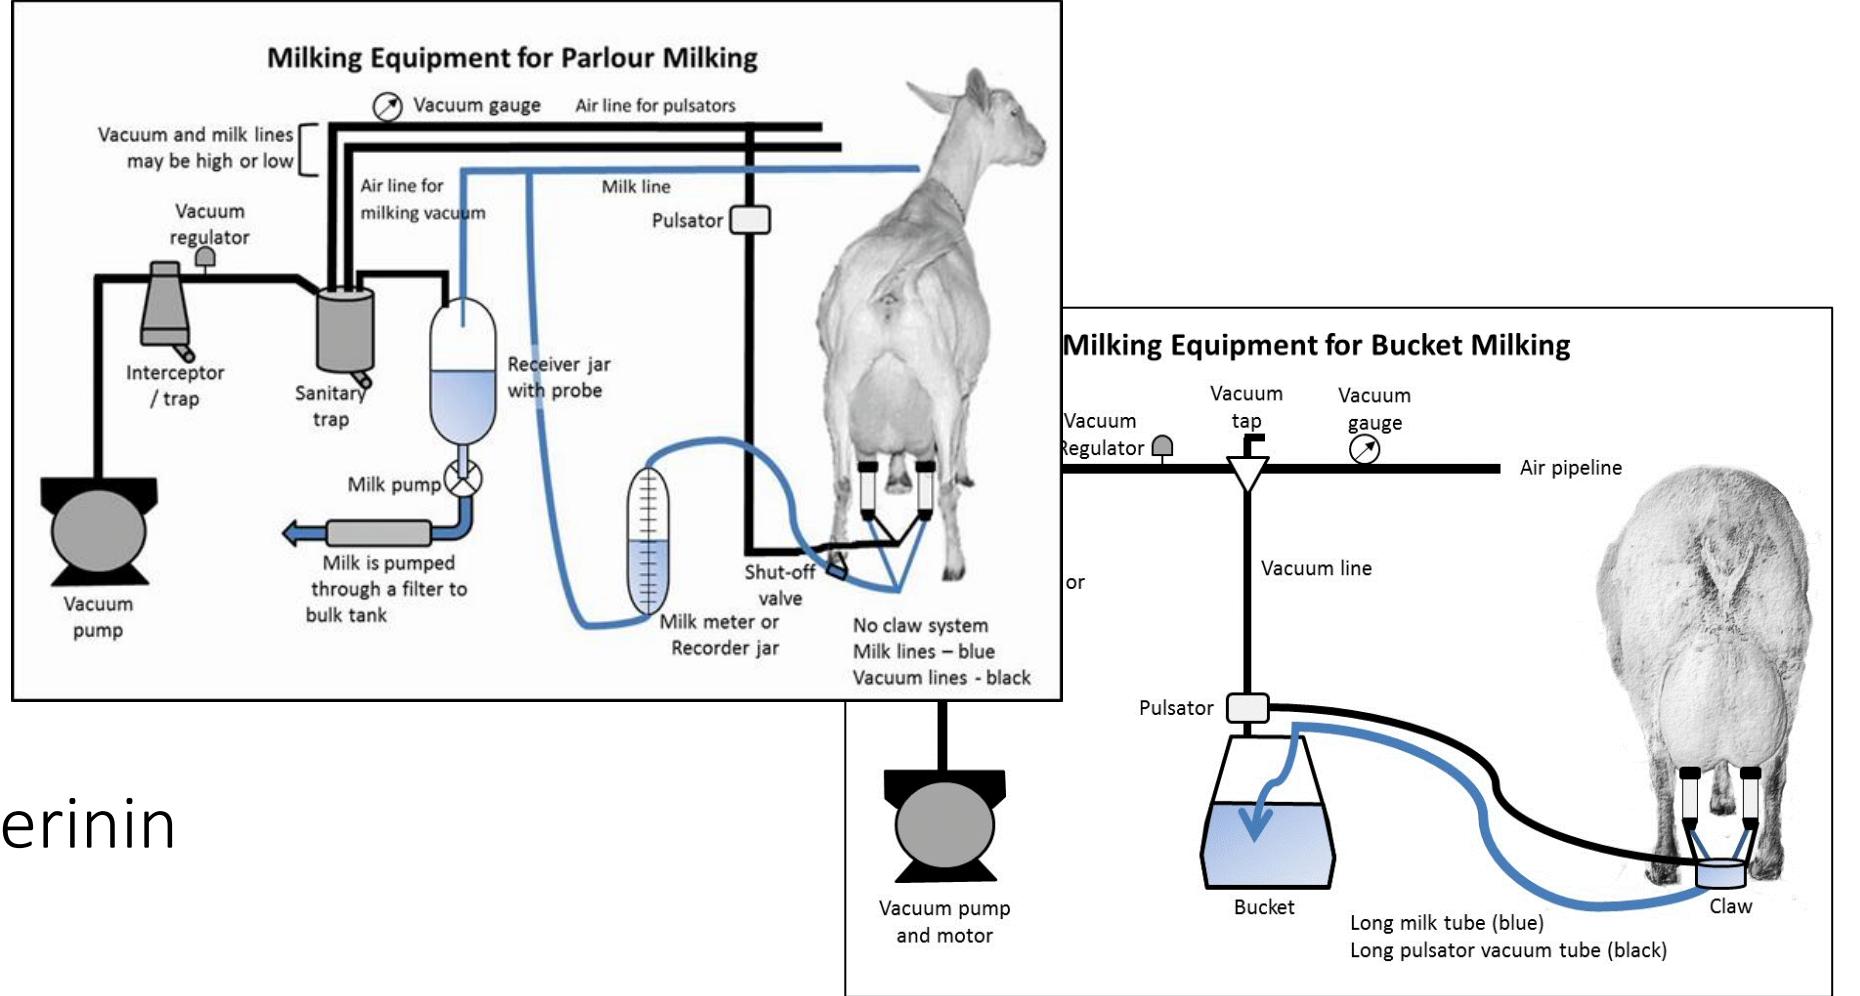 Milking Equipment for Parlour Milking
Vacuum gauge
Air line for pulsators
Vacuum and milk lines
may be high or low
Air line for
milking vacuum
Milk line
Vacuum
regulator
Pulsator
Interceptor
/ trap
Sanitary
trap
Receiver jar
with probe
Milk pump
Milk is pumped
through a filter to
bulk tank
Vacuum
pump
Shut-off
valve
Milk meter or
Recorder jar
No claw system
Milk lines – blue
Vacuum lines - black
Milking Equipment for Bucket Milking
Vacuum
Regulator
Vacuum
tap
Vacuum
gauge
Air pipeline
or
Vacuum line
Pulsator
Bucket
Claw
Vacuum pump
and motor
Long milk tube (blue)
Long pulsator vacuum tube (black)
erinin